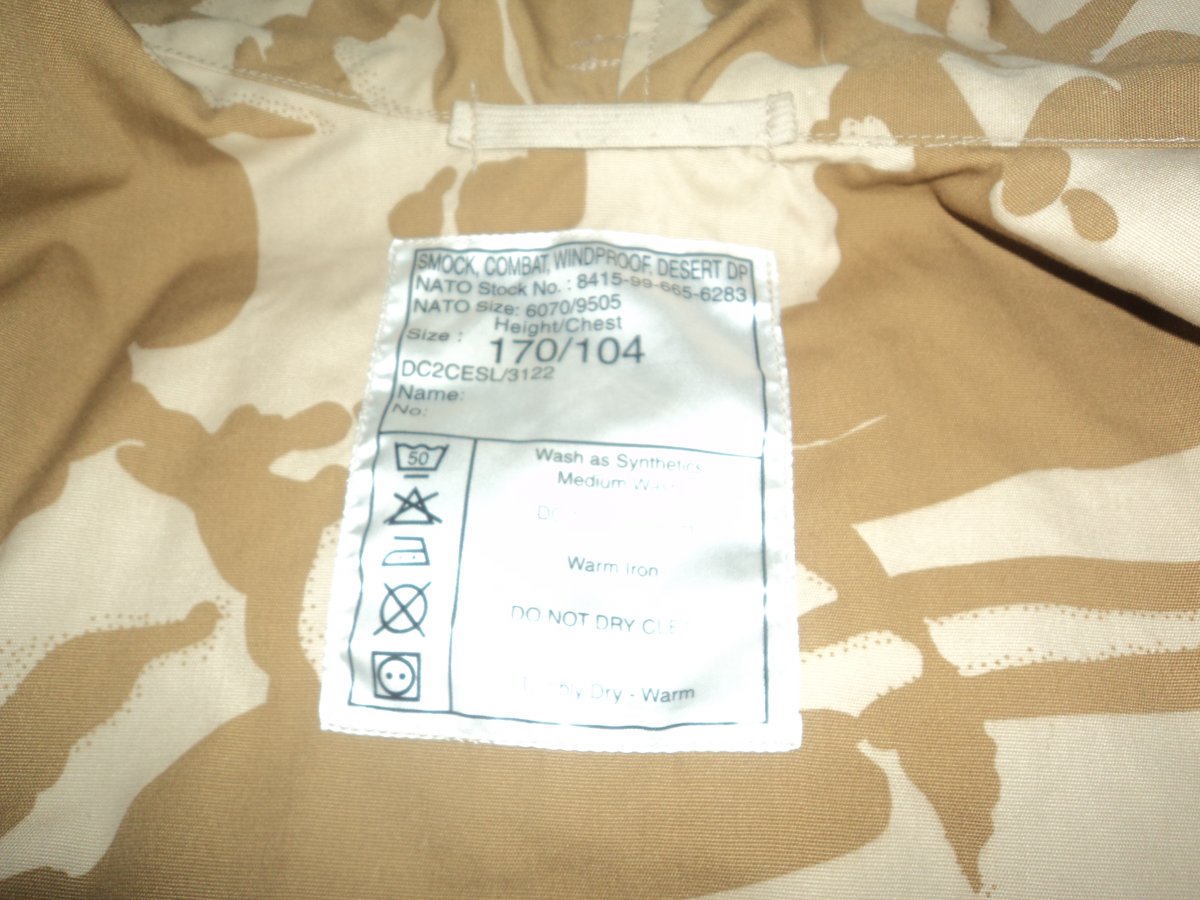 SMOCK, COMBAT, WINDPROOF, DESERT DP
NATO Stock No. : 8415-99-665-6283
NATO Size: 6070/9505
Height/Chest
Size : 170/104
DC2CESL/3122
Name:
No:
50
Wash as Synthetics
Medium Wash
Warm Iron
DO NOT DRY
Dry - Warm